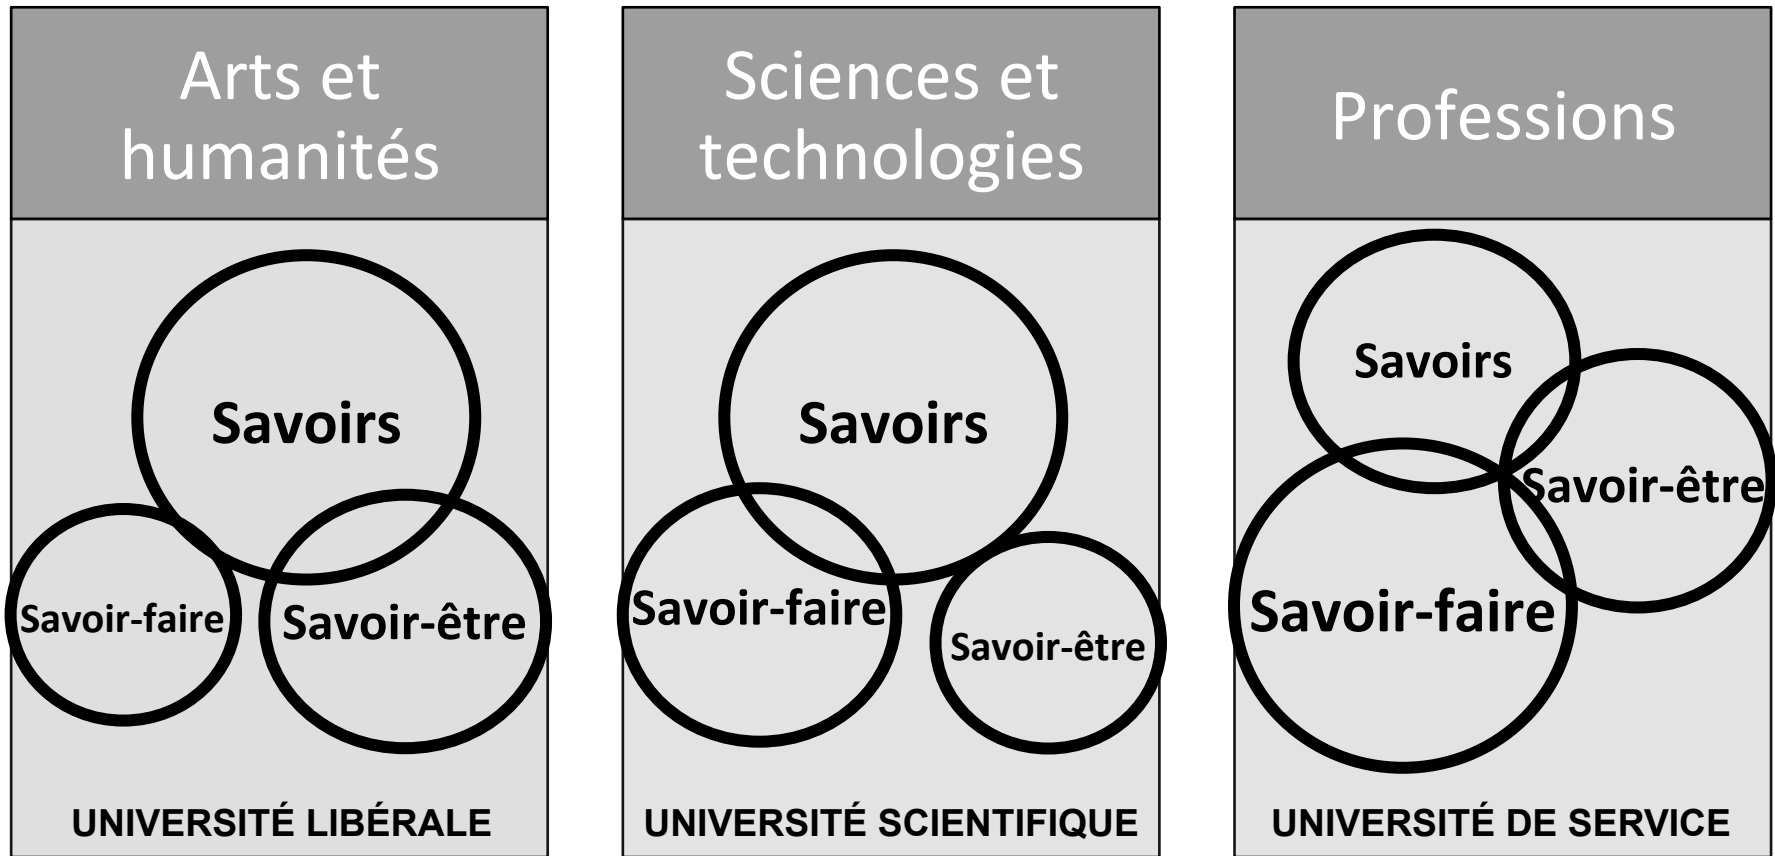 Arts et
humanités
Savoirs
Savoir-faire
Savoir-être
UNIVERSITÉ LIBÉRALE
Sciences et
technologies
Savoirs
Savoir-faire
Savoir-être
UNIVERSITÉ SCIENTIFIQUE
Professions
Savoirs
Savoir-être
Savoir-faire
UNIVERSITÉ DE SERVICE